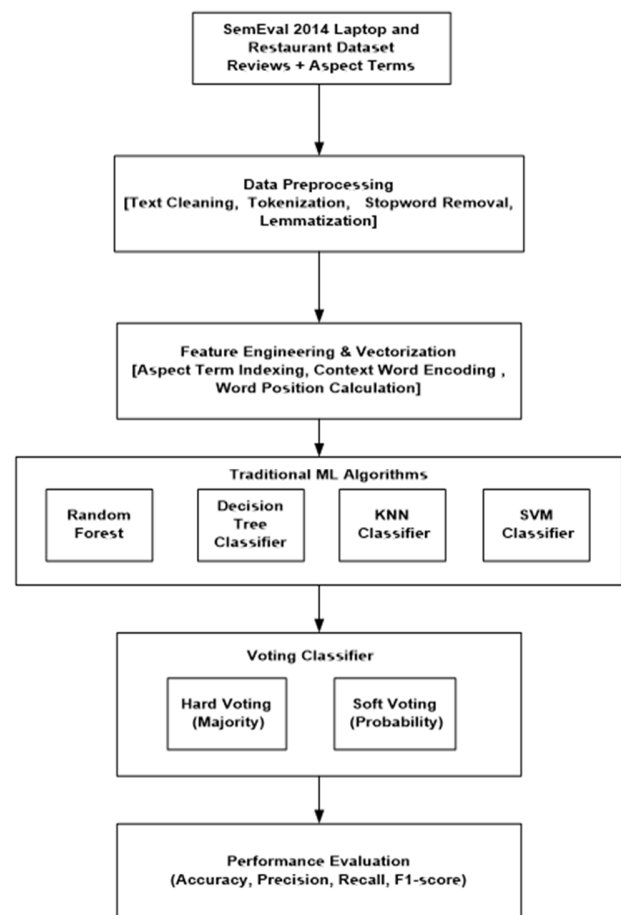 SemEval 2014 Laptop and
Restaurant Dataset
Reviews + Aspect Terms
Data Preprocessing
[Text Cleaning, Tokenization, Stopword Removal,
Lemmatization]
Feature Engineering & Vectorization
[Aspect Term Indexing, Context Word Encoding ,
Word Position Calculation]
Traditional ML Algorithms
Random
Forest
Decision
Tree
Classifier
KNN
Classifier
SVM
Classifier
Voting Classifier
Hard Voting
(Majority)
Soft Voting
(Probability)
Performance Evaluation
(Accuracy, Precision, Recall, F1-score)